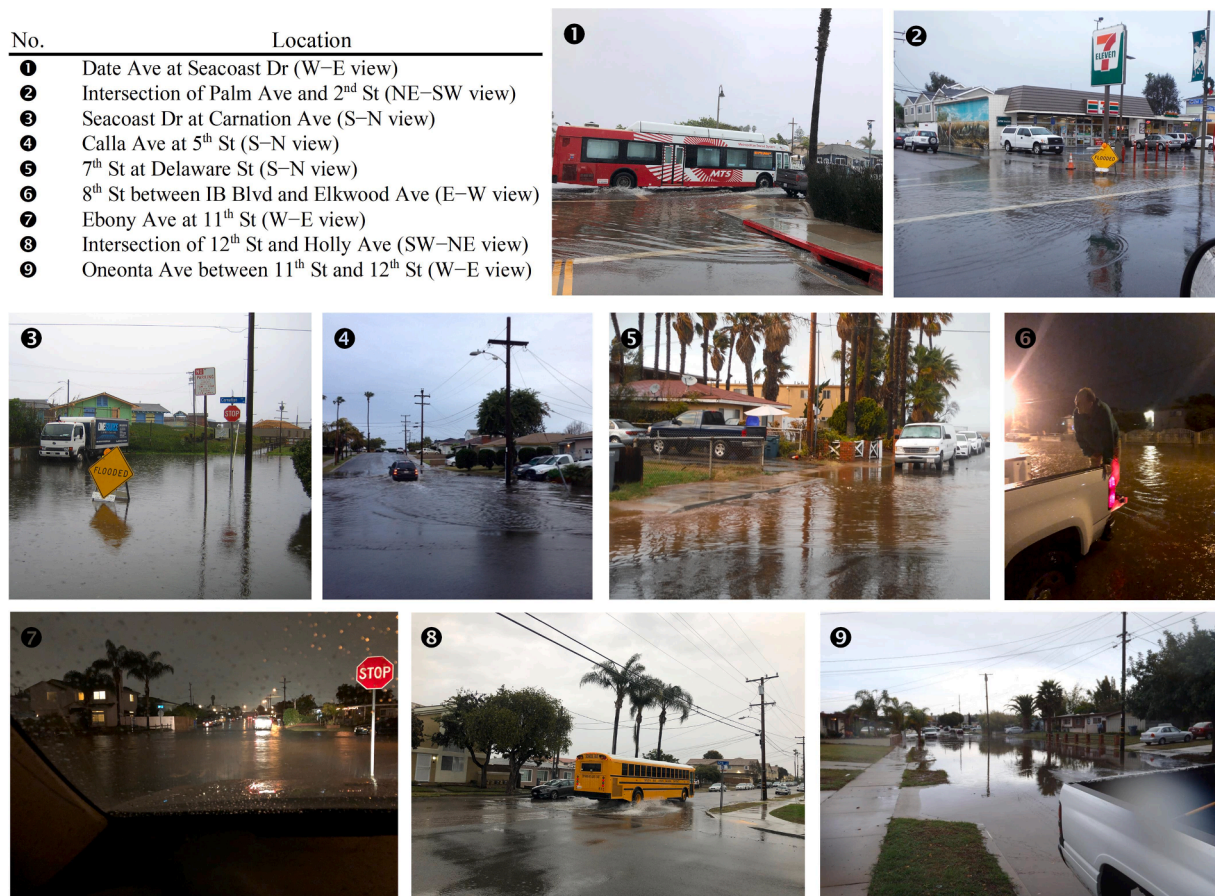 No. Location
❶ Date Ave at Seacoast Dr (W−E view)
❷ Intersection of Palm Ave and 2nd St (NE−SW view)
❸ Seacoast Dr at Carnation Ave (S−N view)
❹ Calla Ave at 5th St (S−N view)
❺ 7th St at Delaware St (S−N view)
❻ 8th St between IB Blvd and Elkwood Ave (E−W view)
❼ Ebony Ave at 11th St (W−E view)
❽ Intersection of 12th St and Holly Ave (SW−NE view)
❾ Oneonta Ave between 11th St and 12th St (W−E view)
❶
MTS
❷
7
ELEVEN
FLOODED
❸
STOP
FLOODED
❹
❺
❻
❼
STOP
❽
❾